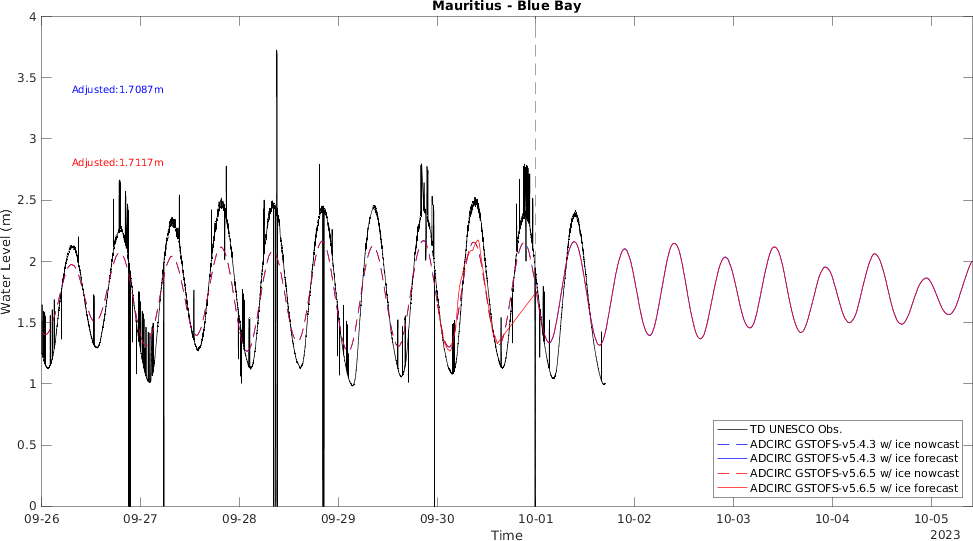 Mauritius - Blue Bay
4
3.5
3
2.5
2
1.5
1
0.5
0
Water Level (m)
Adjusted:1.7087m
Adjusted:1.7117m
TD UNESCO Obs.
ADCIRC GSTOFS-v5.4.3 w/ ice nowcast
ADCIRC GSTOFS-v5.4.3 w/ ice forecast
ADCIRC GSTOFS-v5.6.5 w/ ice nowcast
ADCIRC GSTOFS-v5.6.5 w/ ice forecast
09-26 09-27 09-28 09-29 09-30 10-01 10-02 10-03 10-04 10-05
Time
2023